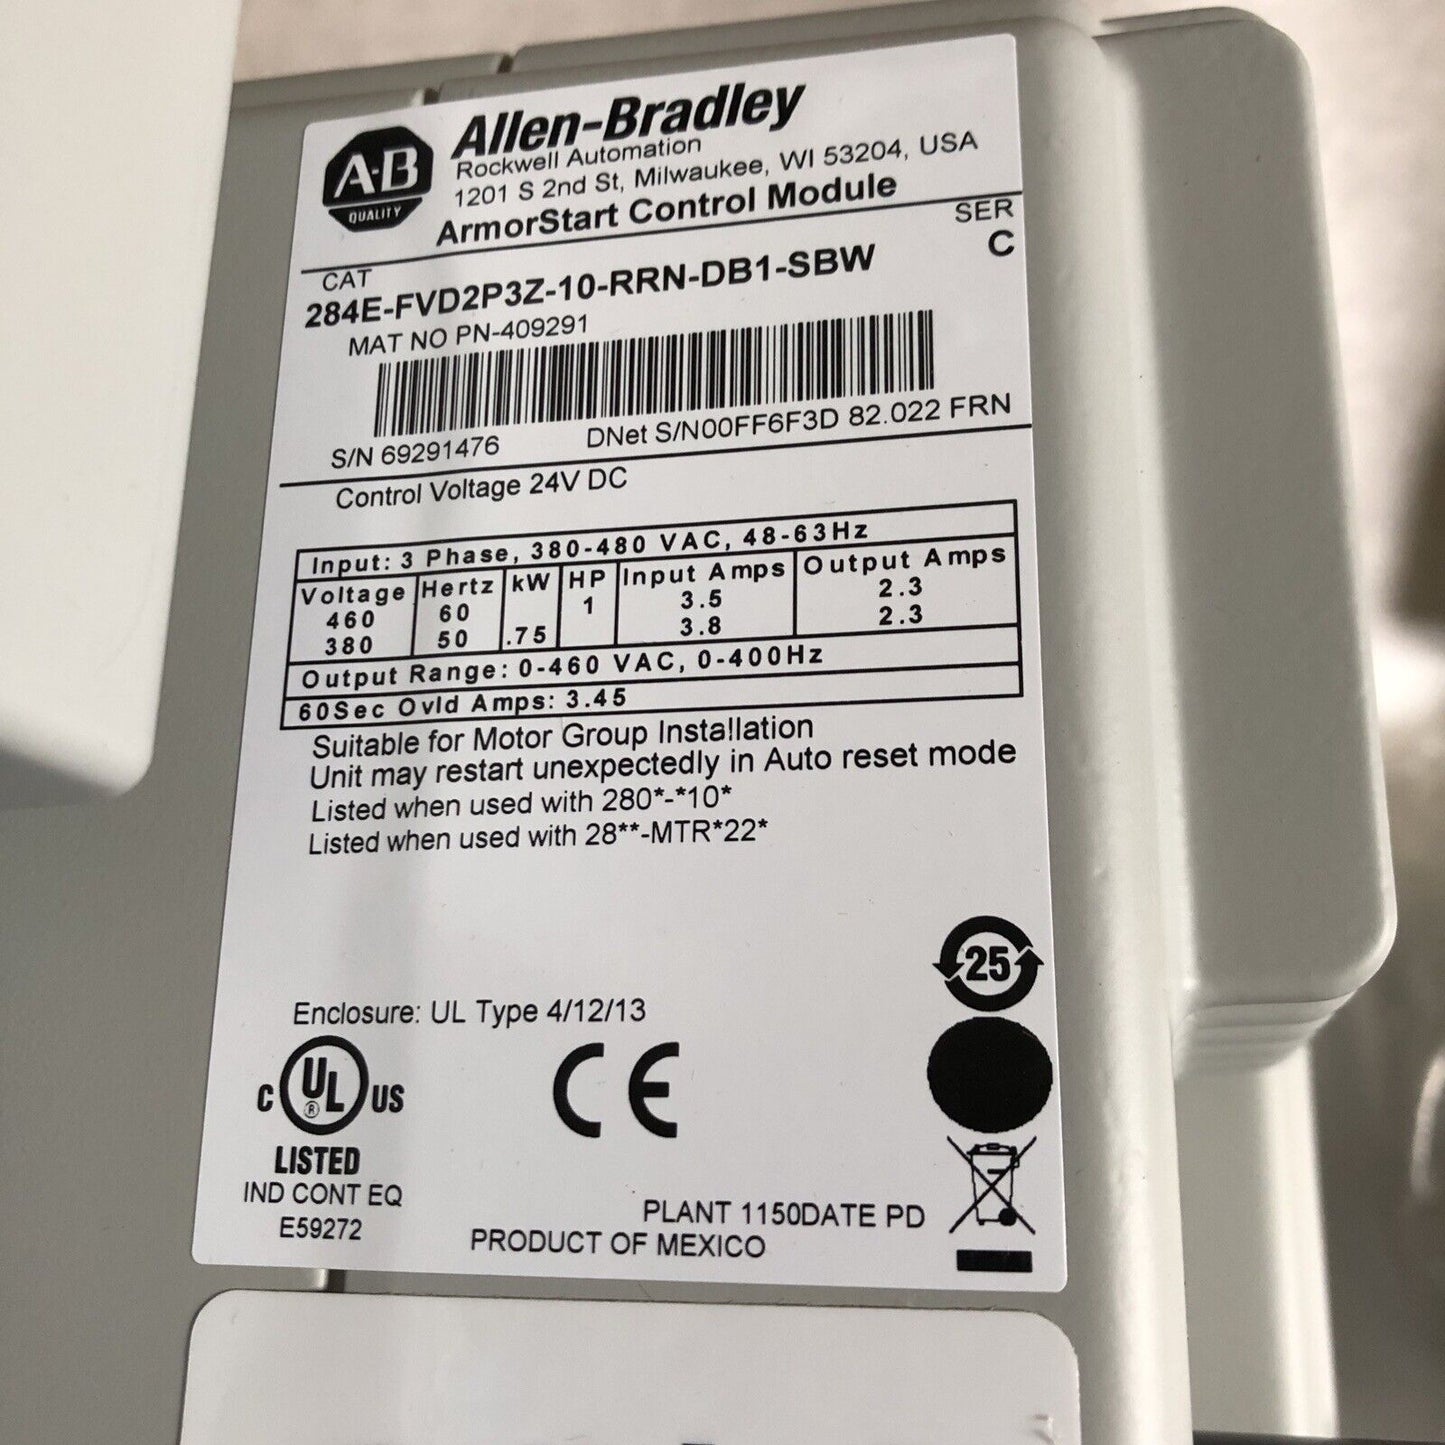 A-B
QUALITY
Allen-Bradley
Rockwell Automation
1201 S 2nd St, Milwaukee, WI 53204, USA
ArmorStart Control Module
CAT
SER
284E-FVD2P3Z-10-RRN-DB1-SBW
C
MAT NO PN-409291
S/N 69291476
DNet S/N00FF6F3D 82.022 FRN
Control Voltage 24V DC
Input: 3 Phase, 380-480 VAC, 48-63Hz
Voltage Hertz kW HP Input Amps Output Amps
460 60 1 3.5 2.3
380 50 .75 3.8 2.3
Output Range: 0-460 VAC, 0-400Hz
60Sec Ovld Amps: 3.45
Suitable for Motor Group Installation
Unit may restart unexpectedly in Auto reset mode
Listed when used with 280*-*10*
Listed when used with 28**-MTR*22*
25
Enclosure: UL Type 4/12/13
C UL® US
CE
LISTED
IND CONT EQ
E59272
PLANT 1150DATE PD
PRODUCT OF MEXICO